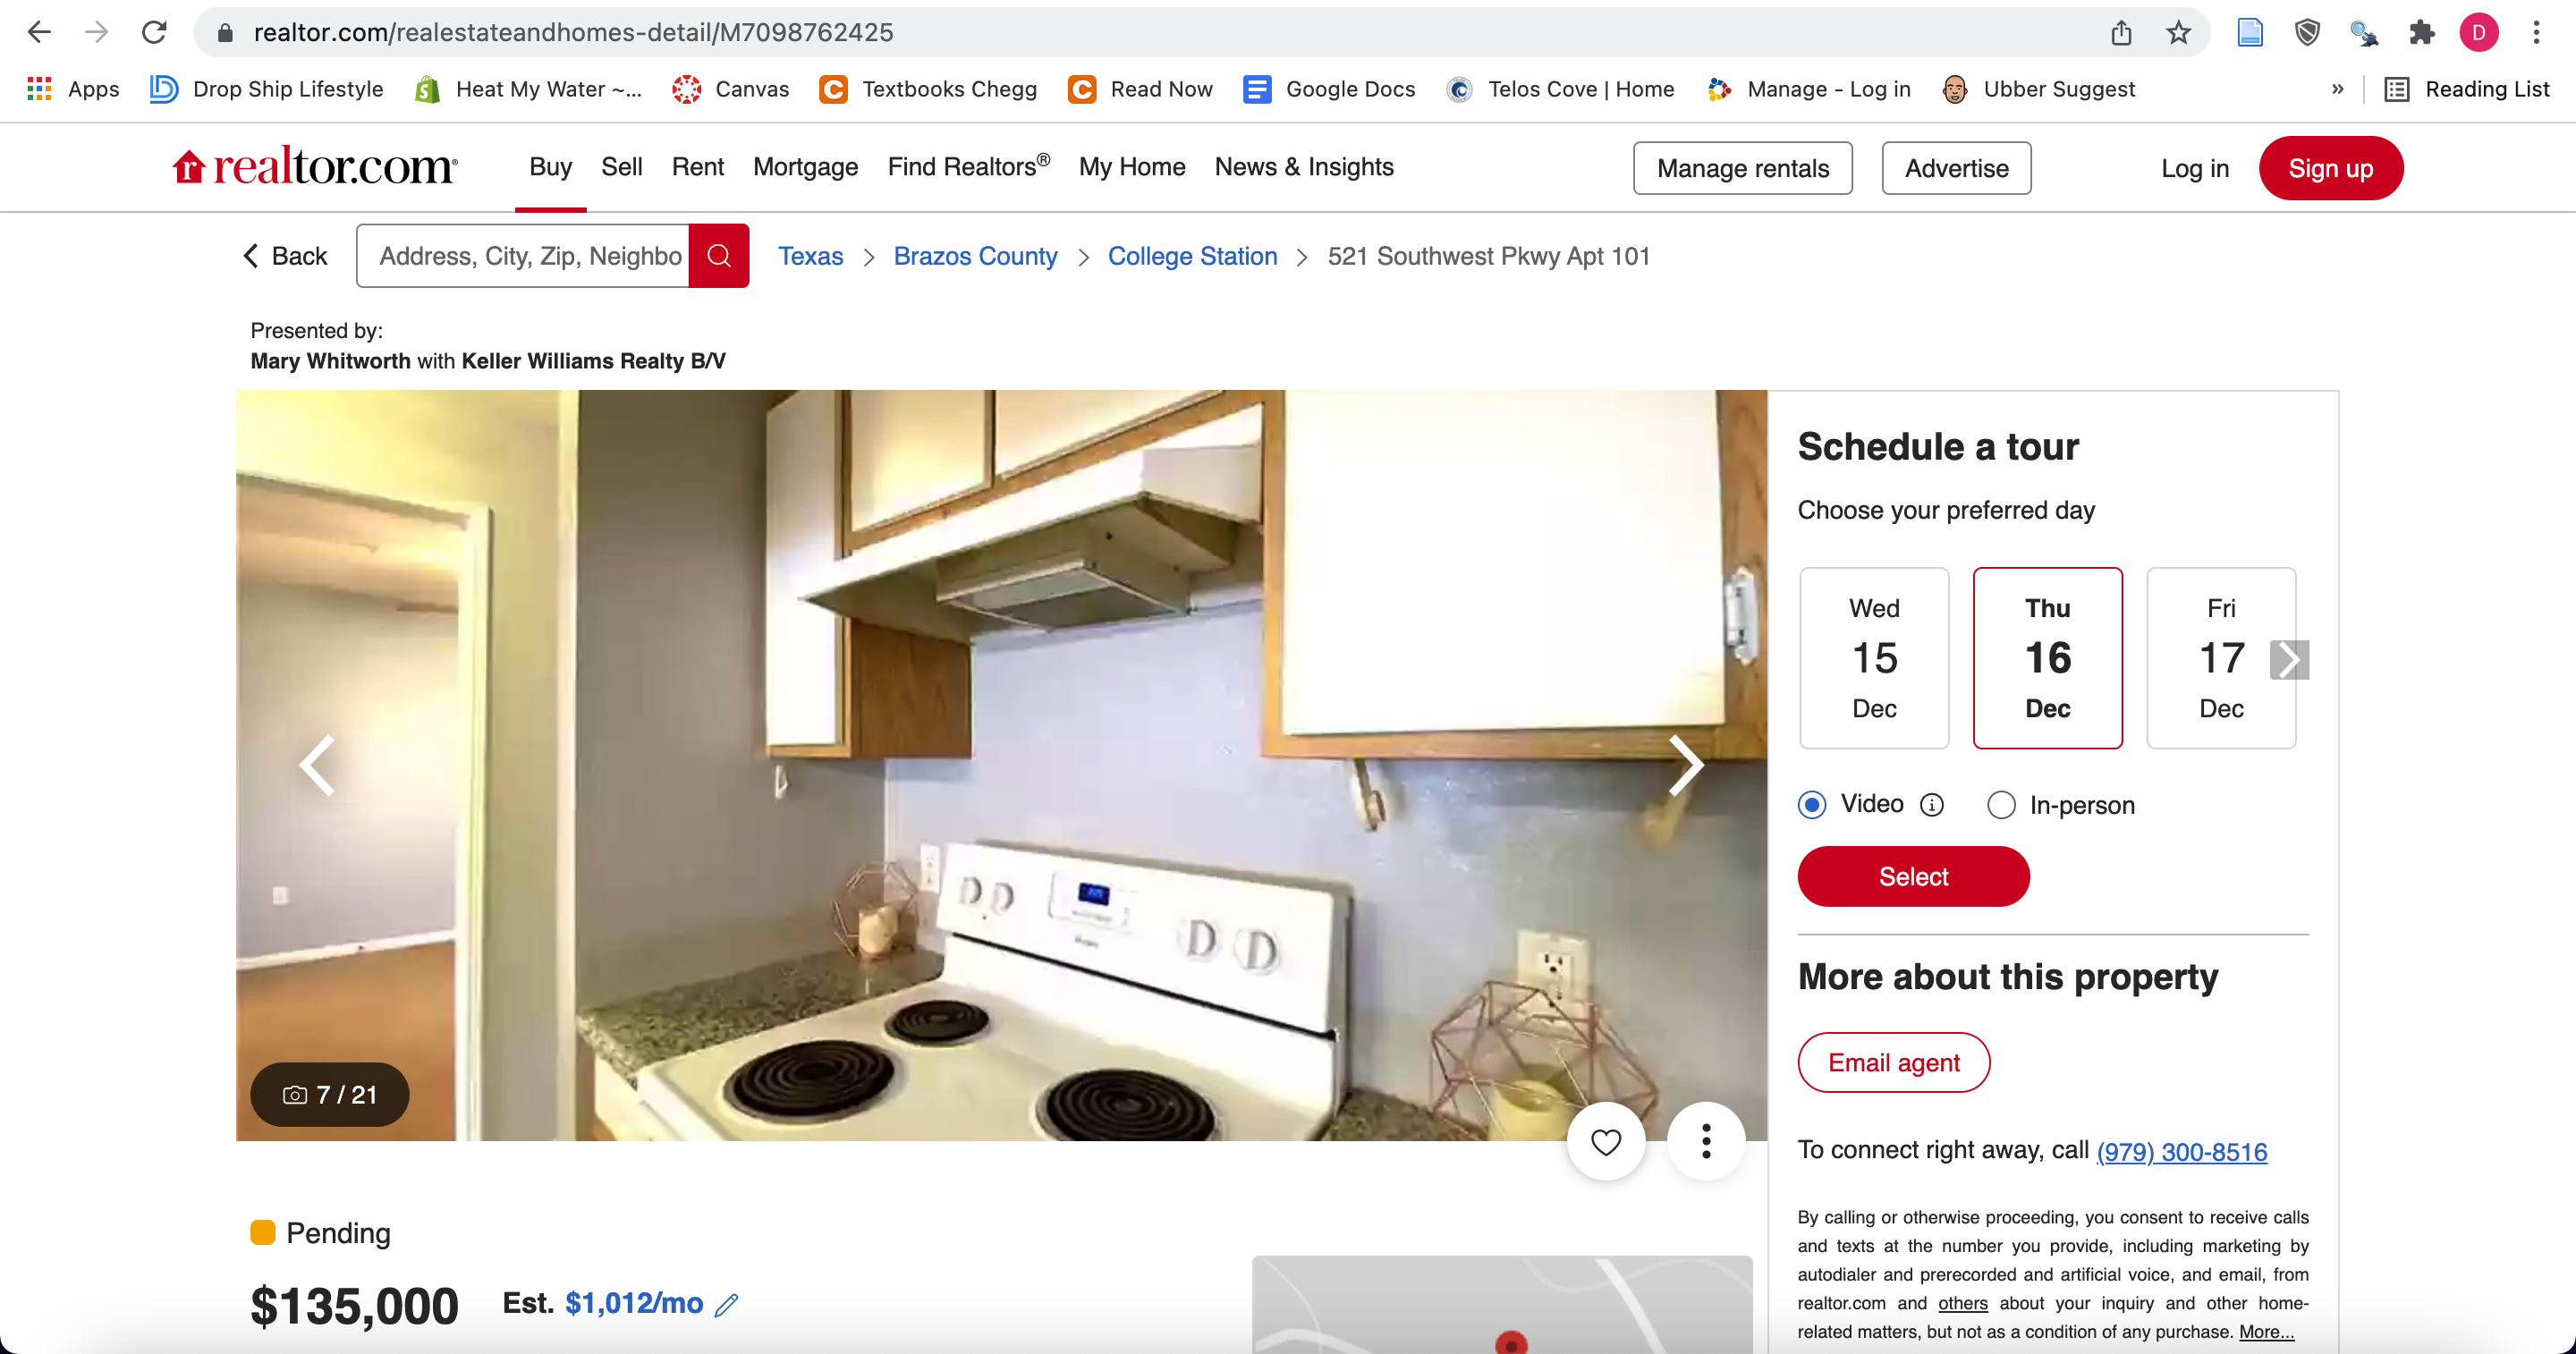 realtor.com/realestateandhomes-detail/M7098762425
D
Apps
Drop Ship Lifestyle
Heat My Water ~...
Canvas
Textbooks Chegg
Read Now
Google Docs
Telos Cove | Home
Manage - Log in
Ubber Suggest
»
Reading List
realtor.com®
Buy
Sell
Rent
Mortgage
Find Realtors®
My Home
News & Insights
Manage rentals
Advertise
Log in
Sign up
Back
Address, City, Zip, Neighbo
Texas > Brazos County > College Station > 521 Southwest Pkwy Apt 101
Presented by:
Mary Whitworth with Keller Williams Realty B/V
7 / 21
Schedule a tour
Choose your preferred day
Wed
15
Dec
Thu
16
Dec
Fri
17
Dec
Video
In-person
Select
More about this property
Email agent
To connect right away, call (979) 300-8516
By calling or otherwise proceeding, you consent to receive calls
and texts at the number you provide, including marketing by
autodialer and prerecorded and artificial voice, and email, from
realtor.com and others about your inquiry and other home-
related matters, but not as a condition of any purchase. More...
Pending
$135,000
Est. $1,012/mo